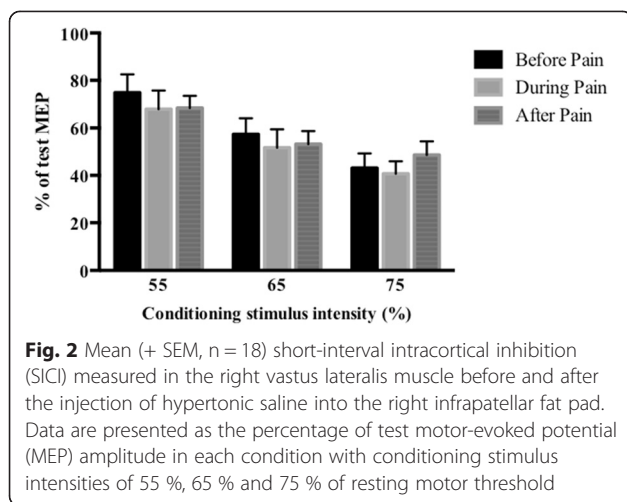 100
80
60
40
20
0
% of test MEP
Before Pain
During Pain
After Pain
55 65 75
Conditioning stimulus intensity (%)
Fig. 2 Mean (+ SEM, n = 18) short-interval intracortical inhibition
(SICI) measured in the right vastus lateralis muscle before and after
the injection of hypertonic saline into the right infrapatellar fat pad.
Data are presented as the percentage of test motor-evoked potential
(MEP) amplitude in each condition with conditioning stimulus
intensities of 55 %, 65 % and 75 % of resting motor threshold